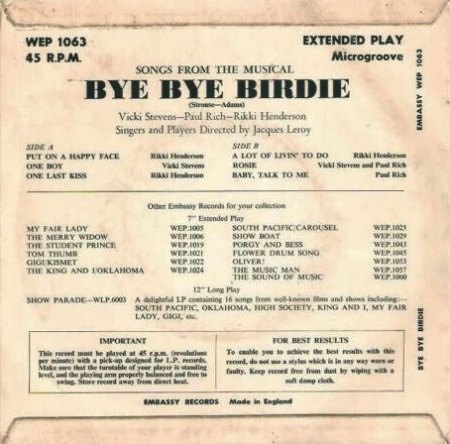 WEP 1063 EXTENDED PLAY
45 R.P.M. Microgroove
SONGS FROM THE MUSICAL
BYE BYE BIRDIE
(Strouse—Adams)
Vicki Stevens—Paul Rich—Rikki Henderson
Singers and Players Directed by Jacques Leroy
SIDE A
PUT ON A HAPPY FACE Rikki Henderson
ONE BOY Vicki Stevens
ONE LAST KISS Rikki Henderson
SIDE B
A LOT OF LIVIN' TO DO Rikki Henderson
ROSIE Vicki Stevens and Paul Rich
BABY, TALK TO ME Paul Rich
Other Embassy Records for your collection
7" Extended Play
MY FAIR LADY WEP.1005
THE MERRY WIDOW WEP.1006
THE STUDENT PRINCE WEP.1019
TOM THUMB WEP.1021
GIGI/KISMET WEP.1022
THE KING AND I/OKLAHOMA WEP.1024
SOUTH PACIFIC/CAROUSEL WEP.1025
SHOW BOAT WEP.1029
PORGY AND BESS WEP.1043
FLOWER DRUM SONG WEP.1045
OLIVER! WEP.1053
THE MUSIC MAN WEP.1057
THE SOUND OF MUSIC WEP.1060
12" Long Play
SHOW PARADE—WLP.6003 A delightful LP containing 16 songs from well-known films and shows including:—
SOUTH PACIFIC, OKLAHOMA, HIGH SOCIETY, KING AND I, MY FAIR
LADY, GIGI, etc.
IMPORTANT
This record must be played at 45 r.p.m. (revolutions
per minute) with a pick-up designed for L.P. records.
Make sure that the turntable of your player is standing
level, and the playing arm properly balanced and free to
swing. Store record away from direct heat.
FOR BEST RESULTS
To enable you to achieve the best results with this
record, do not use a stylus which is in any way worn or
faulty. Keep record free from dust by wiping with a
soft damp cloth.
EMBASSY RECORDS Made in England
EMBASSY WEP 1063
BYE BYE BIRDIE